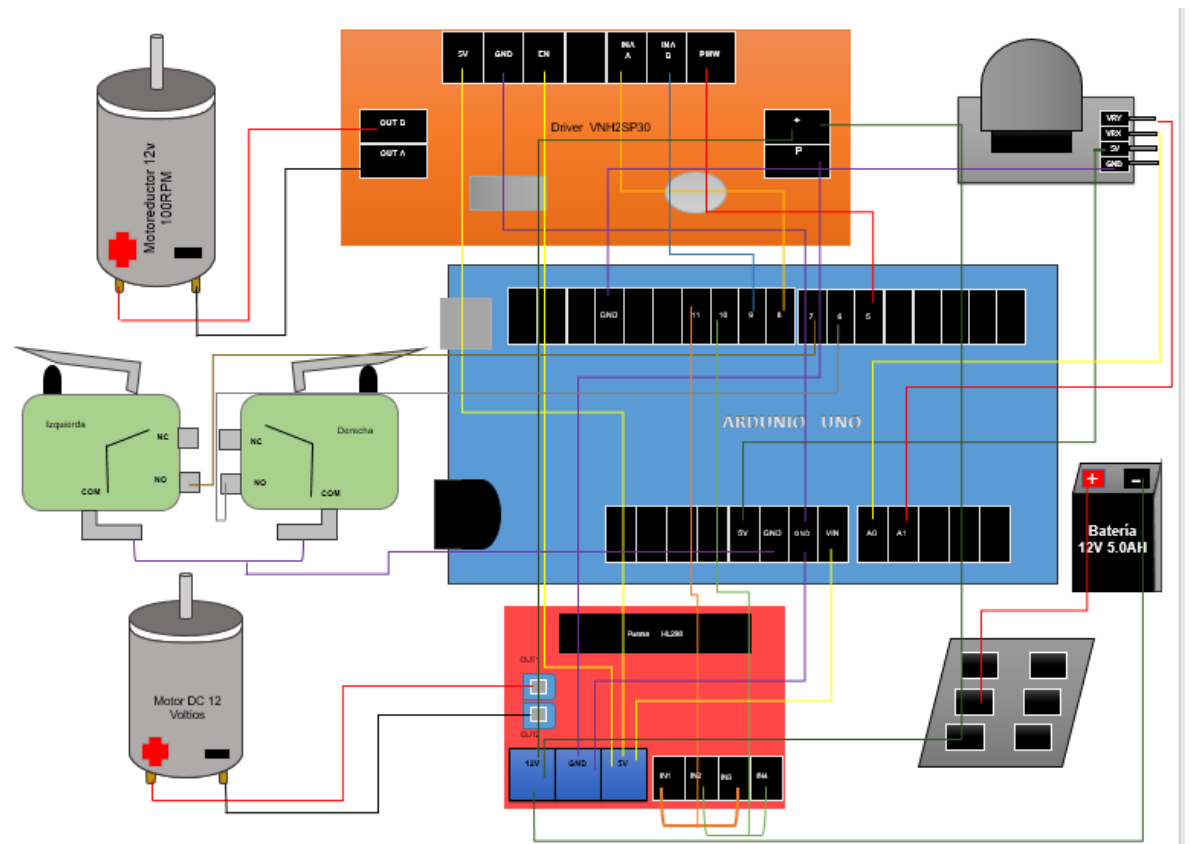 5V
GND
EN
INA
A
INA
B
PMW
OUT B
OUT A
Driver VNH2SP30
+
P
VRY
VRX
5V
GND
Motoreductor 12v
100RPM
GND
11
10
9
8
7
6
5
ARDUNIO UNO
Izquierda
NC
NO
COM
Derecha
NC
NO
COM
5V
GND
GND
VIN
A0
A1
+
-
Batería
12V 5.0AH
Motor DC 12
Voltios
Puente HL298
OUT1
OUT2
12V
GND
5V
IN1
IN2
IN3
IN4